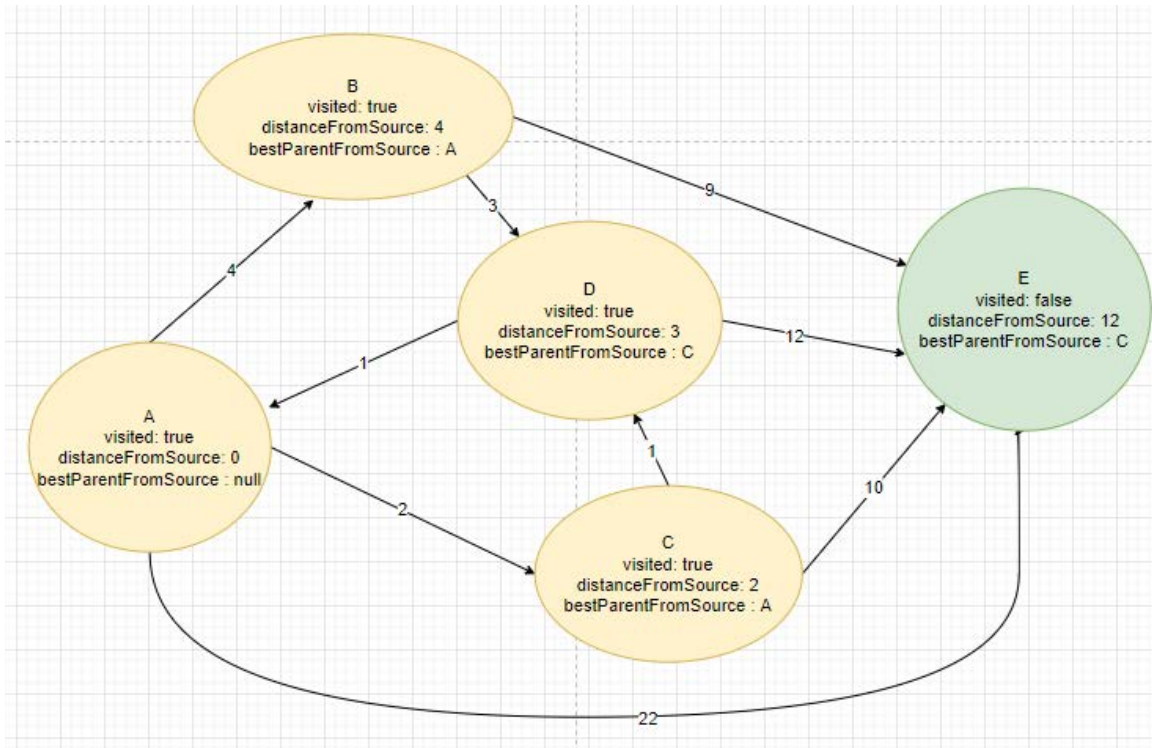 B
visited: true
distanceFromSource: 4
bestParentFromSource : A
9
3
4
D
visited: true
distanceFromSource: 3
bestParentFromSource : C
E
visited: false
distanceFromSource: 12
bestParentFromSource : C
12
1
A
visited: true
distanceFromSource: 0
bestParentFromSource : null
1
2
10
C
visited: true
distanceFromSource: 2
bestParentFromSource : A
22